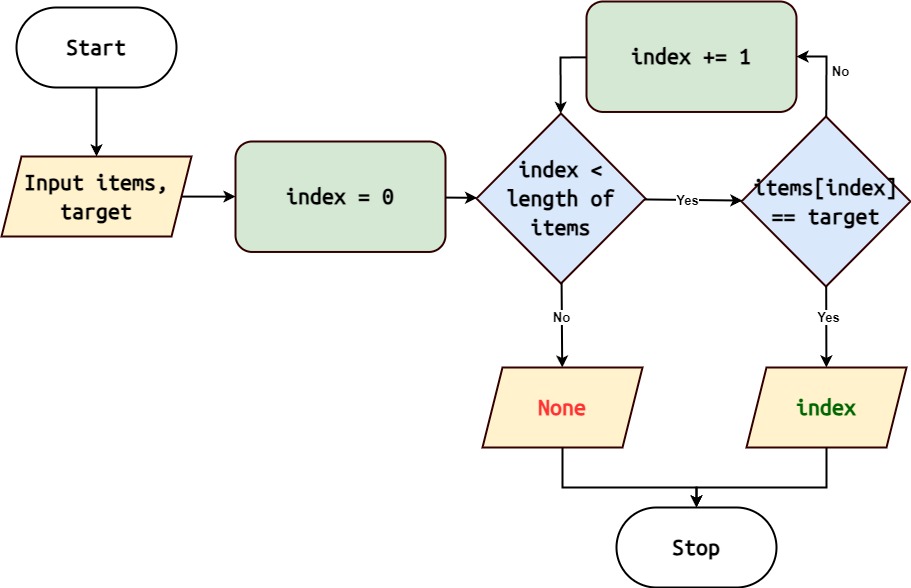 Start
Input items,
target
index = 0
index <
length of
items
Yes
items[index]
== target
No
index += 1
No
None
Yes
index
Stop